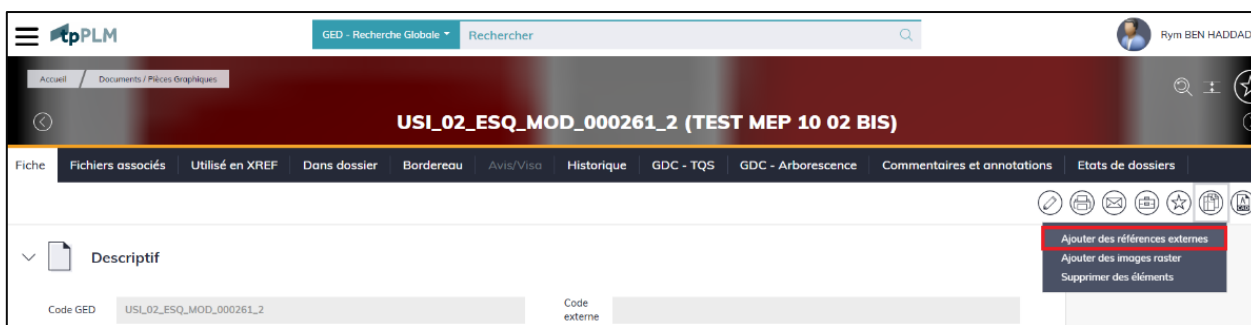 tpPLM
GED - Recherche Globale
Rechercher
Rym BEN HADDAD
Accueil / Documents / Pièces Graphiques
USI_02_ESQ_MOD_000261_2 (TEST MEP 10 02 BIS)
Fiche Fichiers associés Utilisé en XREF Dans dossier Bordereau Avis/Visa Historique GDC - TQS GDC - Arborescence Commentaires et annotations Etats de dossiers
Ajouter des références externes
Ajouter des images raster
Supprimer des éléments
Descriptif
Code GED USI_02_ESQ_MOD_000261_2
Code
externe